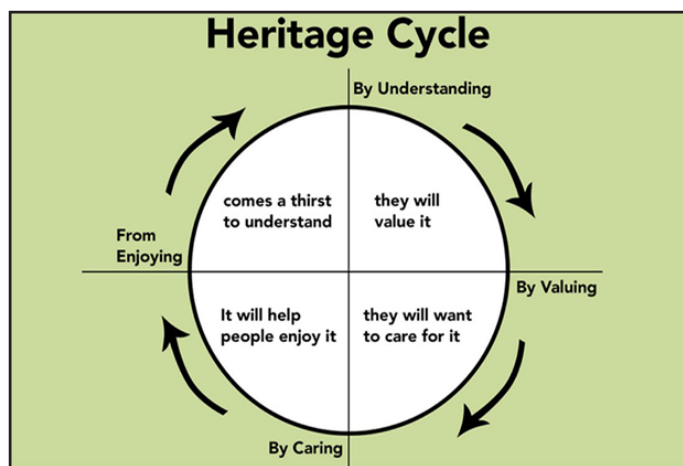 Heritage Cycle
By Understanding
they will
value it
By Valuing
they will want
to care for it
By Caring
It will help
people enjoy it
From
Enjoying
comes a thirst
to understand